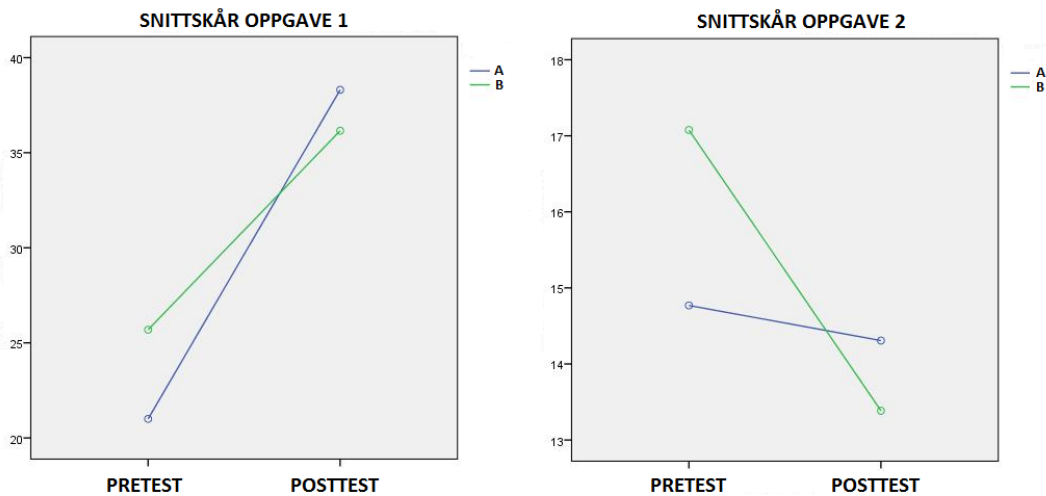 SNITTSKÅR OPPGAVE 1
40
35
30
25
20
A
B
PRETEST POSTTEST
SNITTSKÅR OPPGAVE 2
18
17
16
15
14
13
A
B
PRETEST POSTTEST